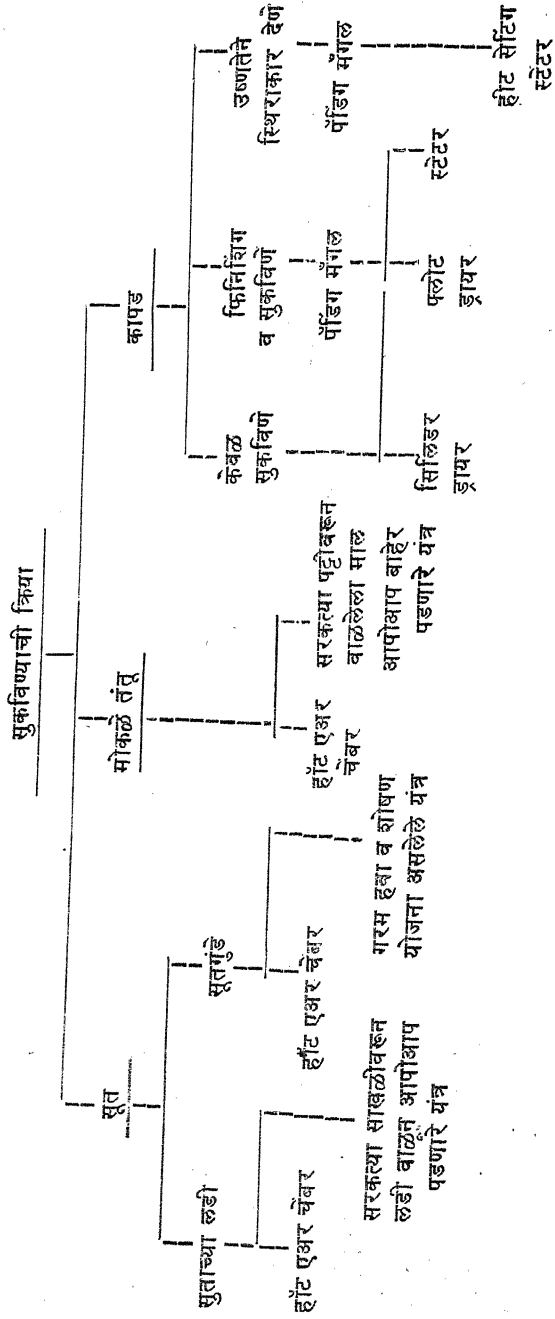 सुकविण्याची क्रिया
सूत
मोकळे तंतू
कापड
सुताच्या लडी
सूतगुंडे
केवळ
सुकविणे
फिनिशिंग
व सुकविणे
उष्णतेने
स्थिराकार देणे
हॉट एअर चेंबर
सरकत्या साखळीवरून
लडी वाळून आपोआप
पडणारे यंत्र
हॉट एअर चेंबर
गरम हवा व शोषण
योजना असलेले यंत्र
हॉट एअर
चेंबर
सरकत्या पट्टीवरून
वाळलेला माल
आपोआप बाहेर
पडणारे यंत्र
पॅडिंग मँगल
पॅडिंग मँगल
सिलिंडर
ड्रायर
फ्लोट
ड्रायर
स्टेंटर
हीट सेटिंग
स्टेंटर